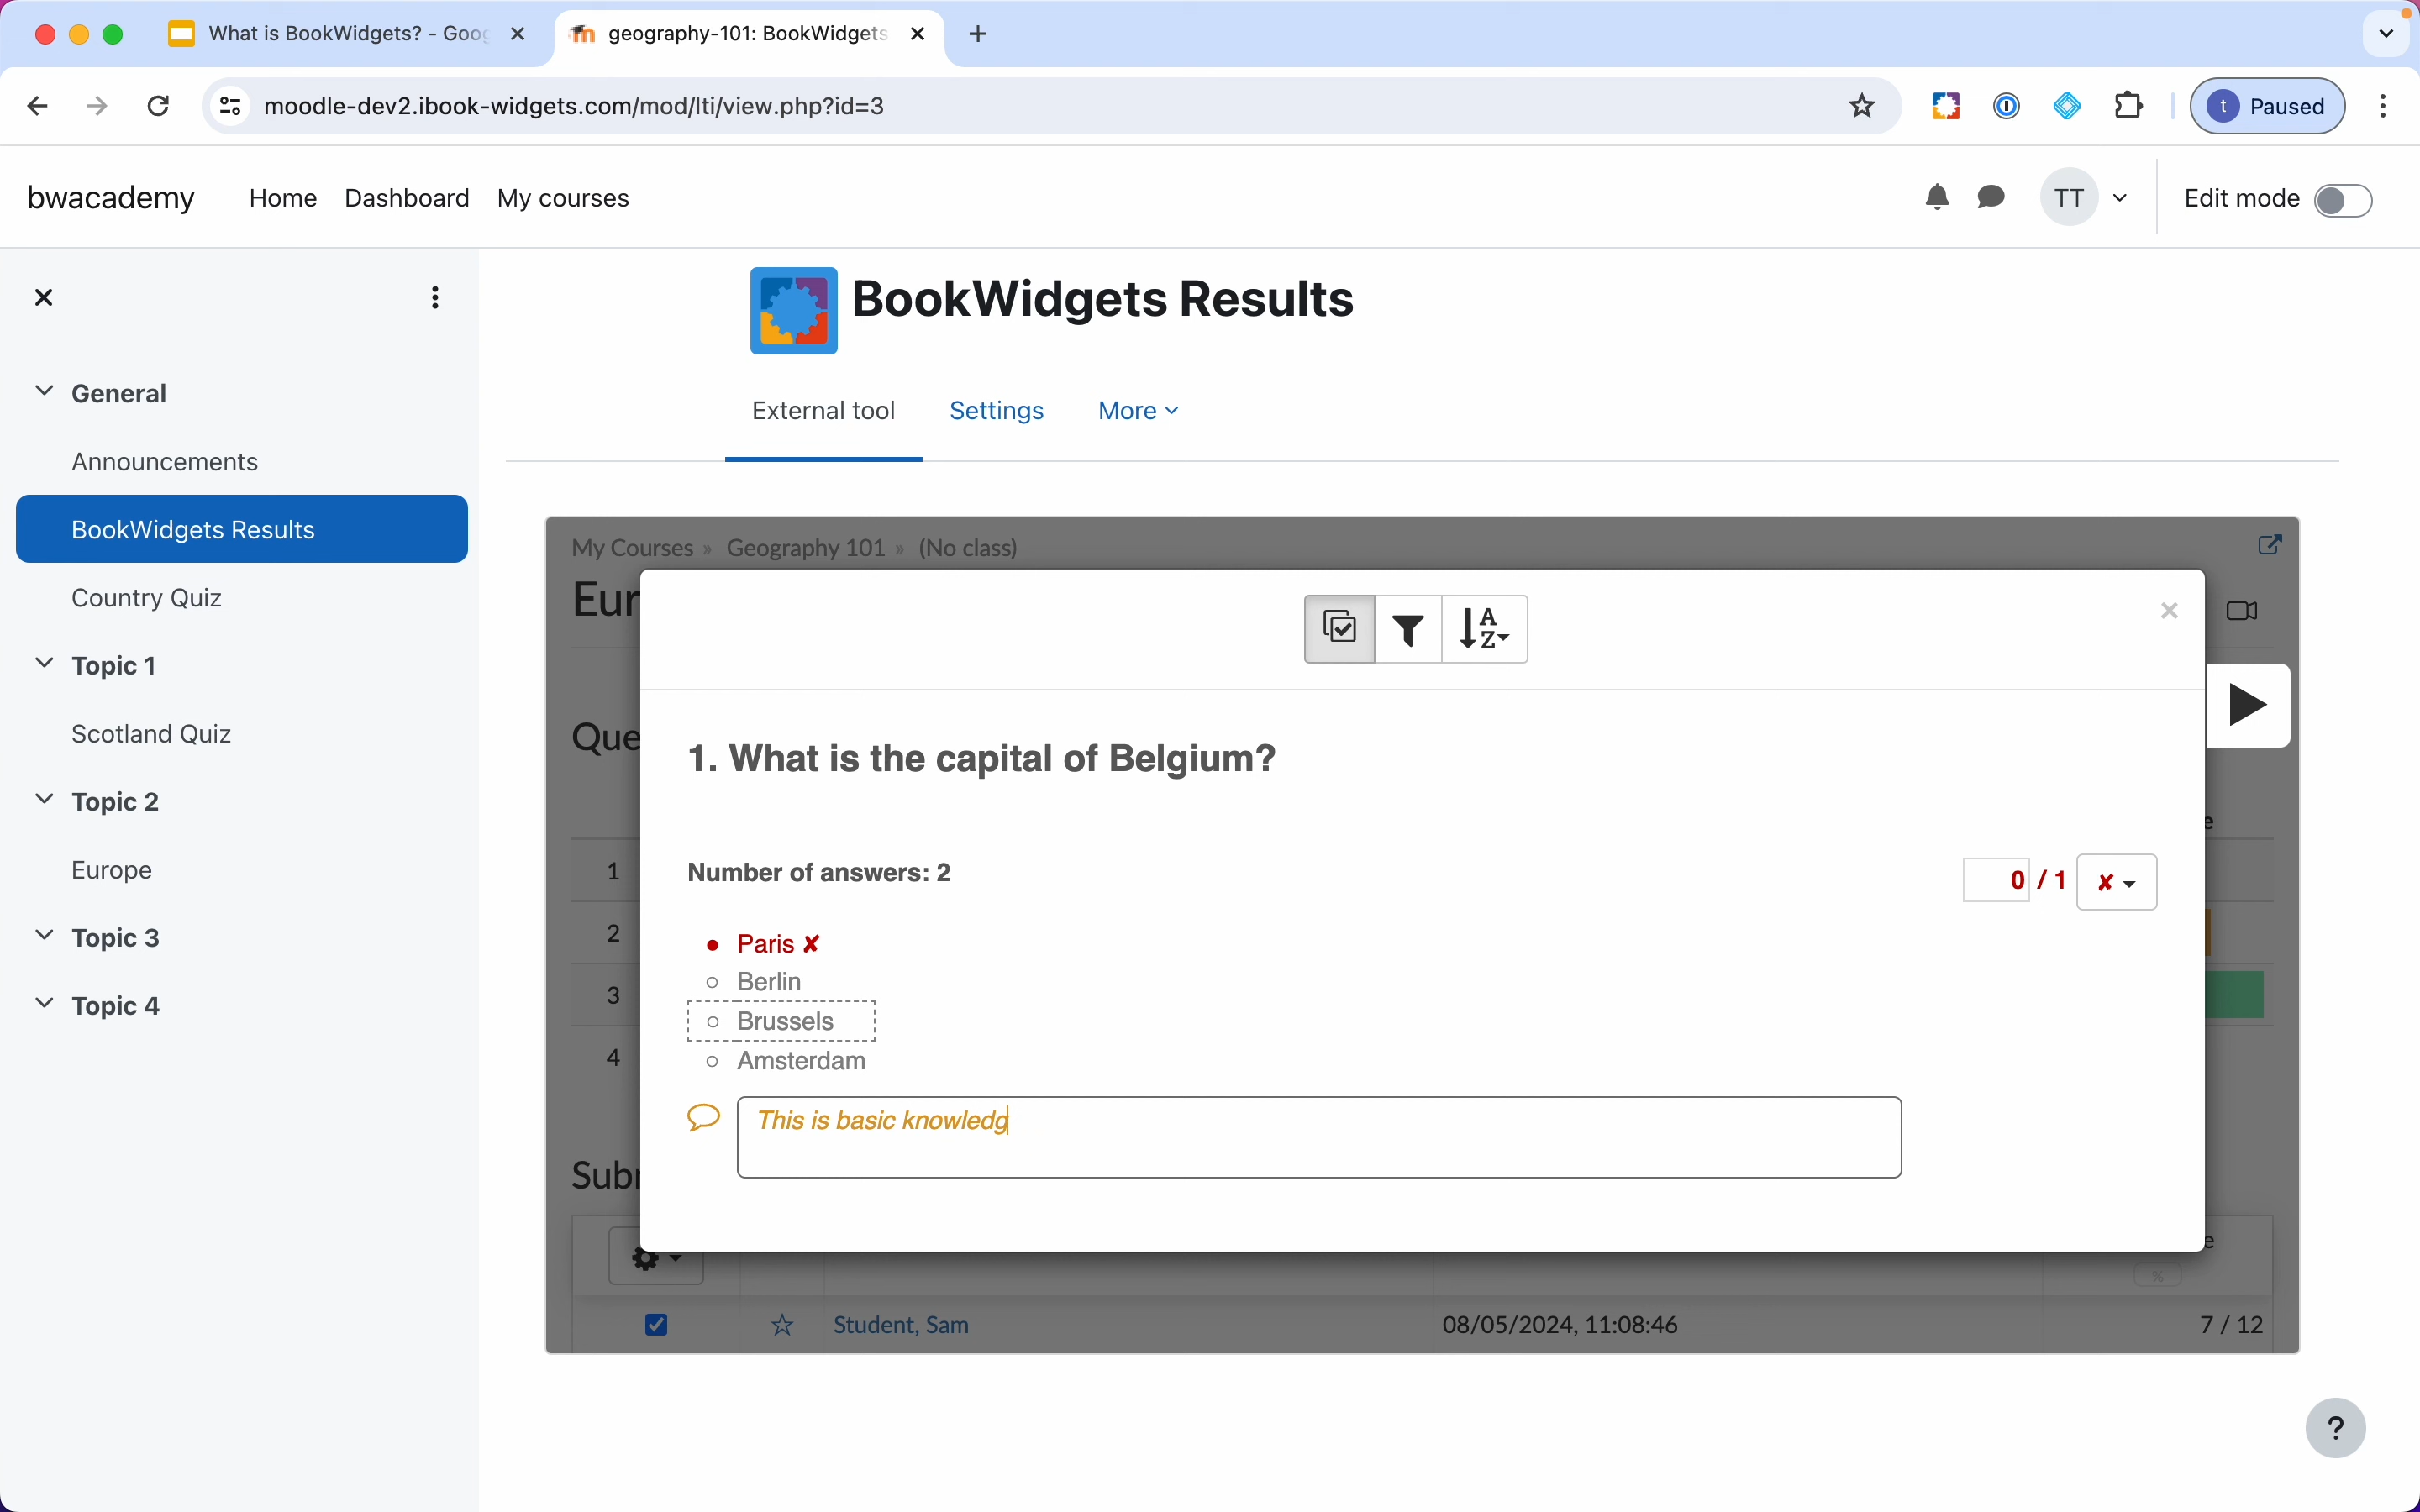 What is BookWidgets? - Goog
geography-101: BookWidgets
moodle-dev2.ibook-widgets.com/mod/lti/view.php?id=3
t Paused
bwacademy Home Dashboard My courses TT Edit mode
General
Announcements
BookWidgets Results
Country Quiz
Topic 1
Scotland Quiz
Topic 2
Europe
Topic 3
Topic 4
BookWidgets Results
External tool Settings More
My Courses » Geography 101 » (No class)
Eur
A
Z
Que
1. What is the capital of Belgium?
e
Number of answers: 2
0 / 1
1
2
3
4
Paris
Berlin
Brussels
Amsterdam
This is basic knowledg
Subr
e
%
Student, Sam 08/05/2024, 11:08:46 7 / 12
?